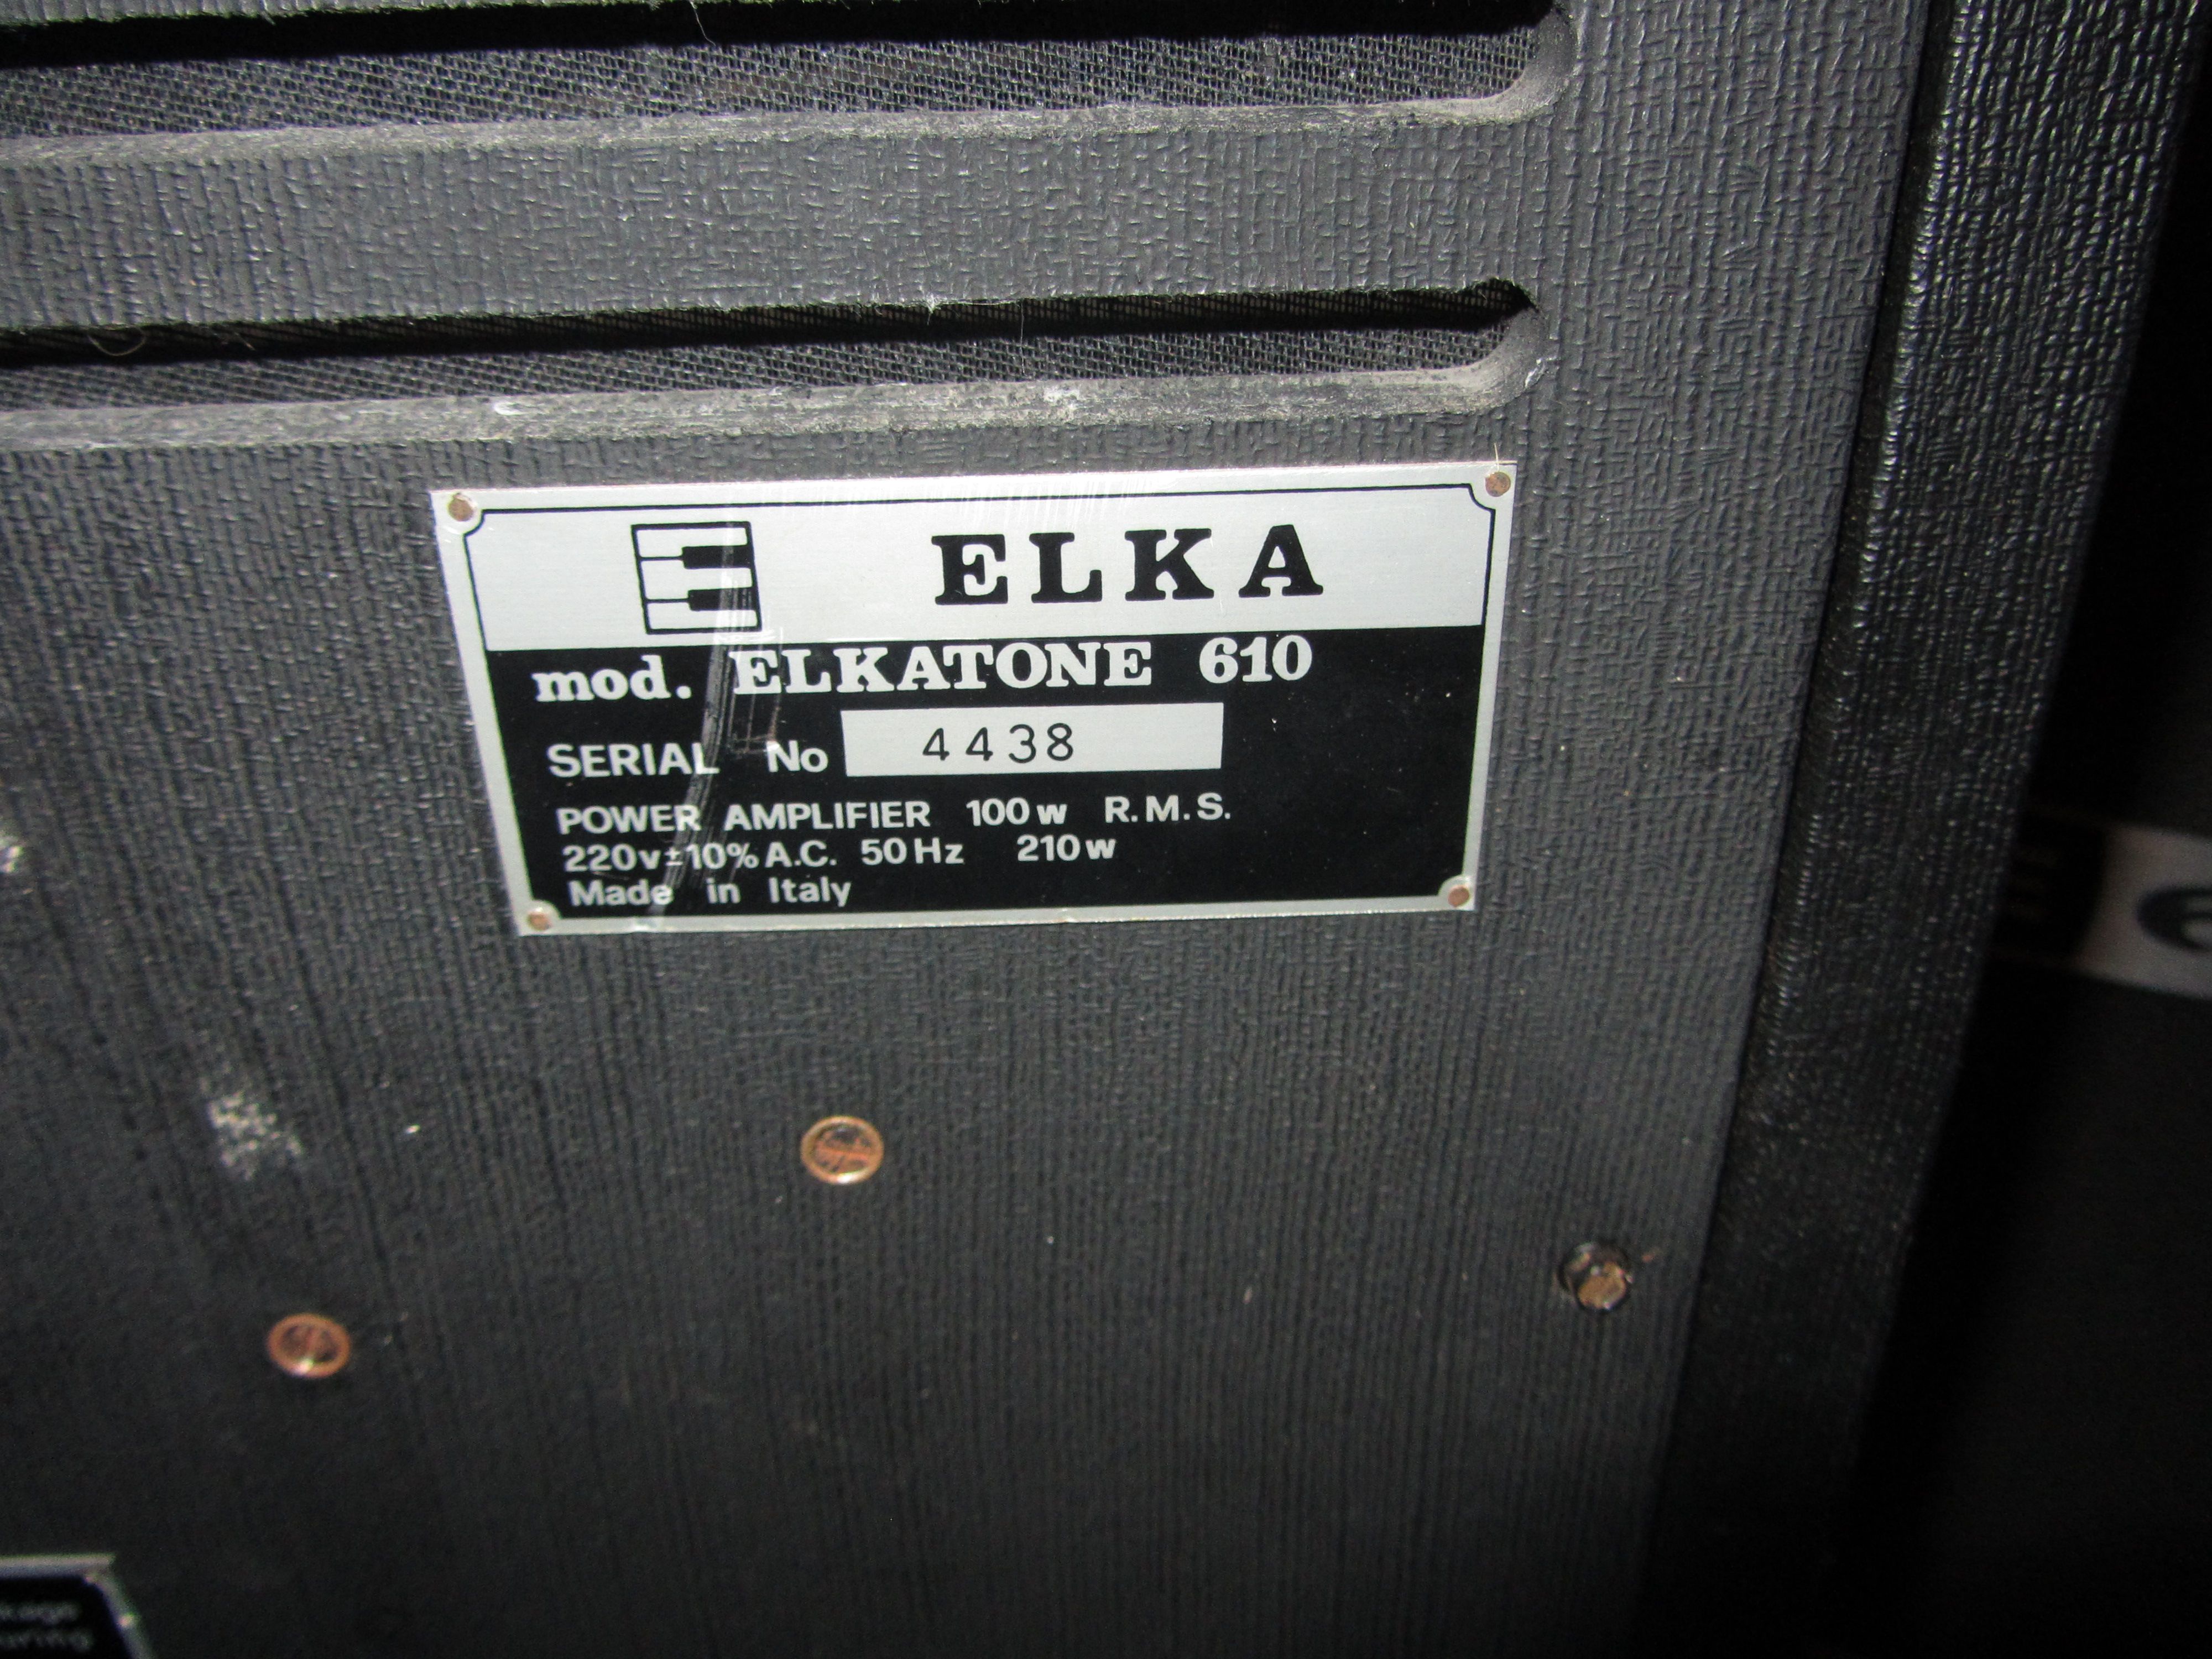 ELKA
mod. ELKATONE 610
SERIAL No 4438
POWER AMPLIFIER 100w R.M.S.
220v±10% A.C. 50Hz 210w
Made in Italy